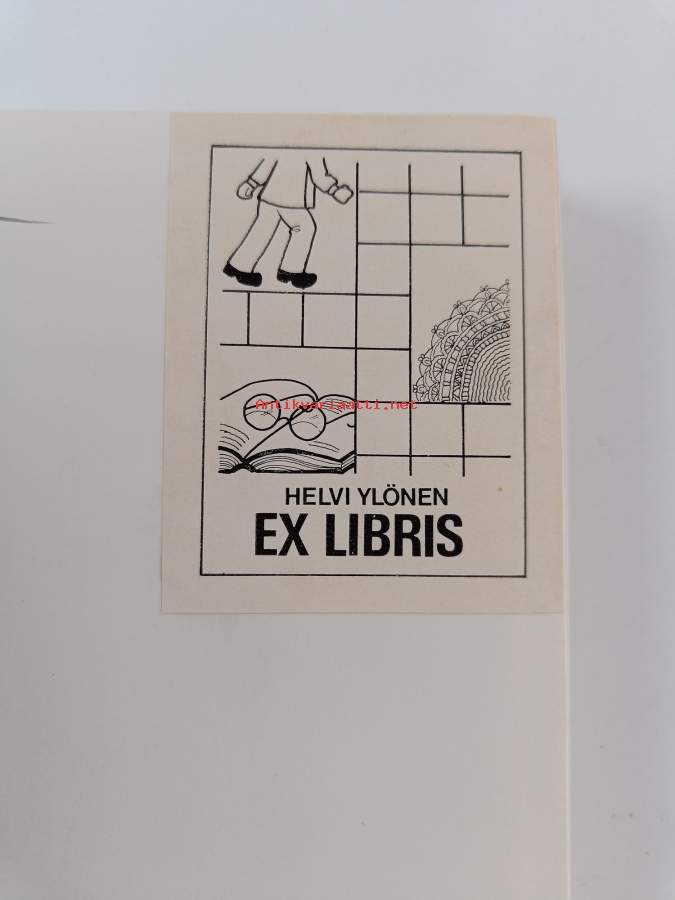 Antikvariaatti.net
HELVI YLÖNEN
EX LIBRIS